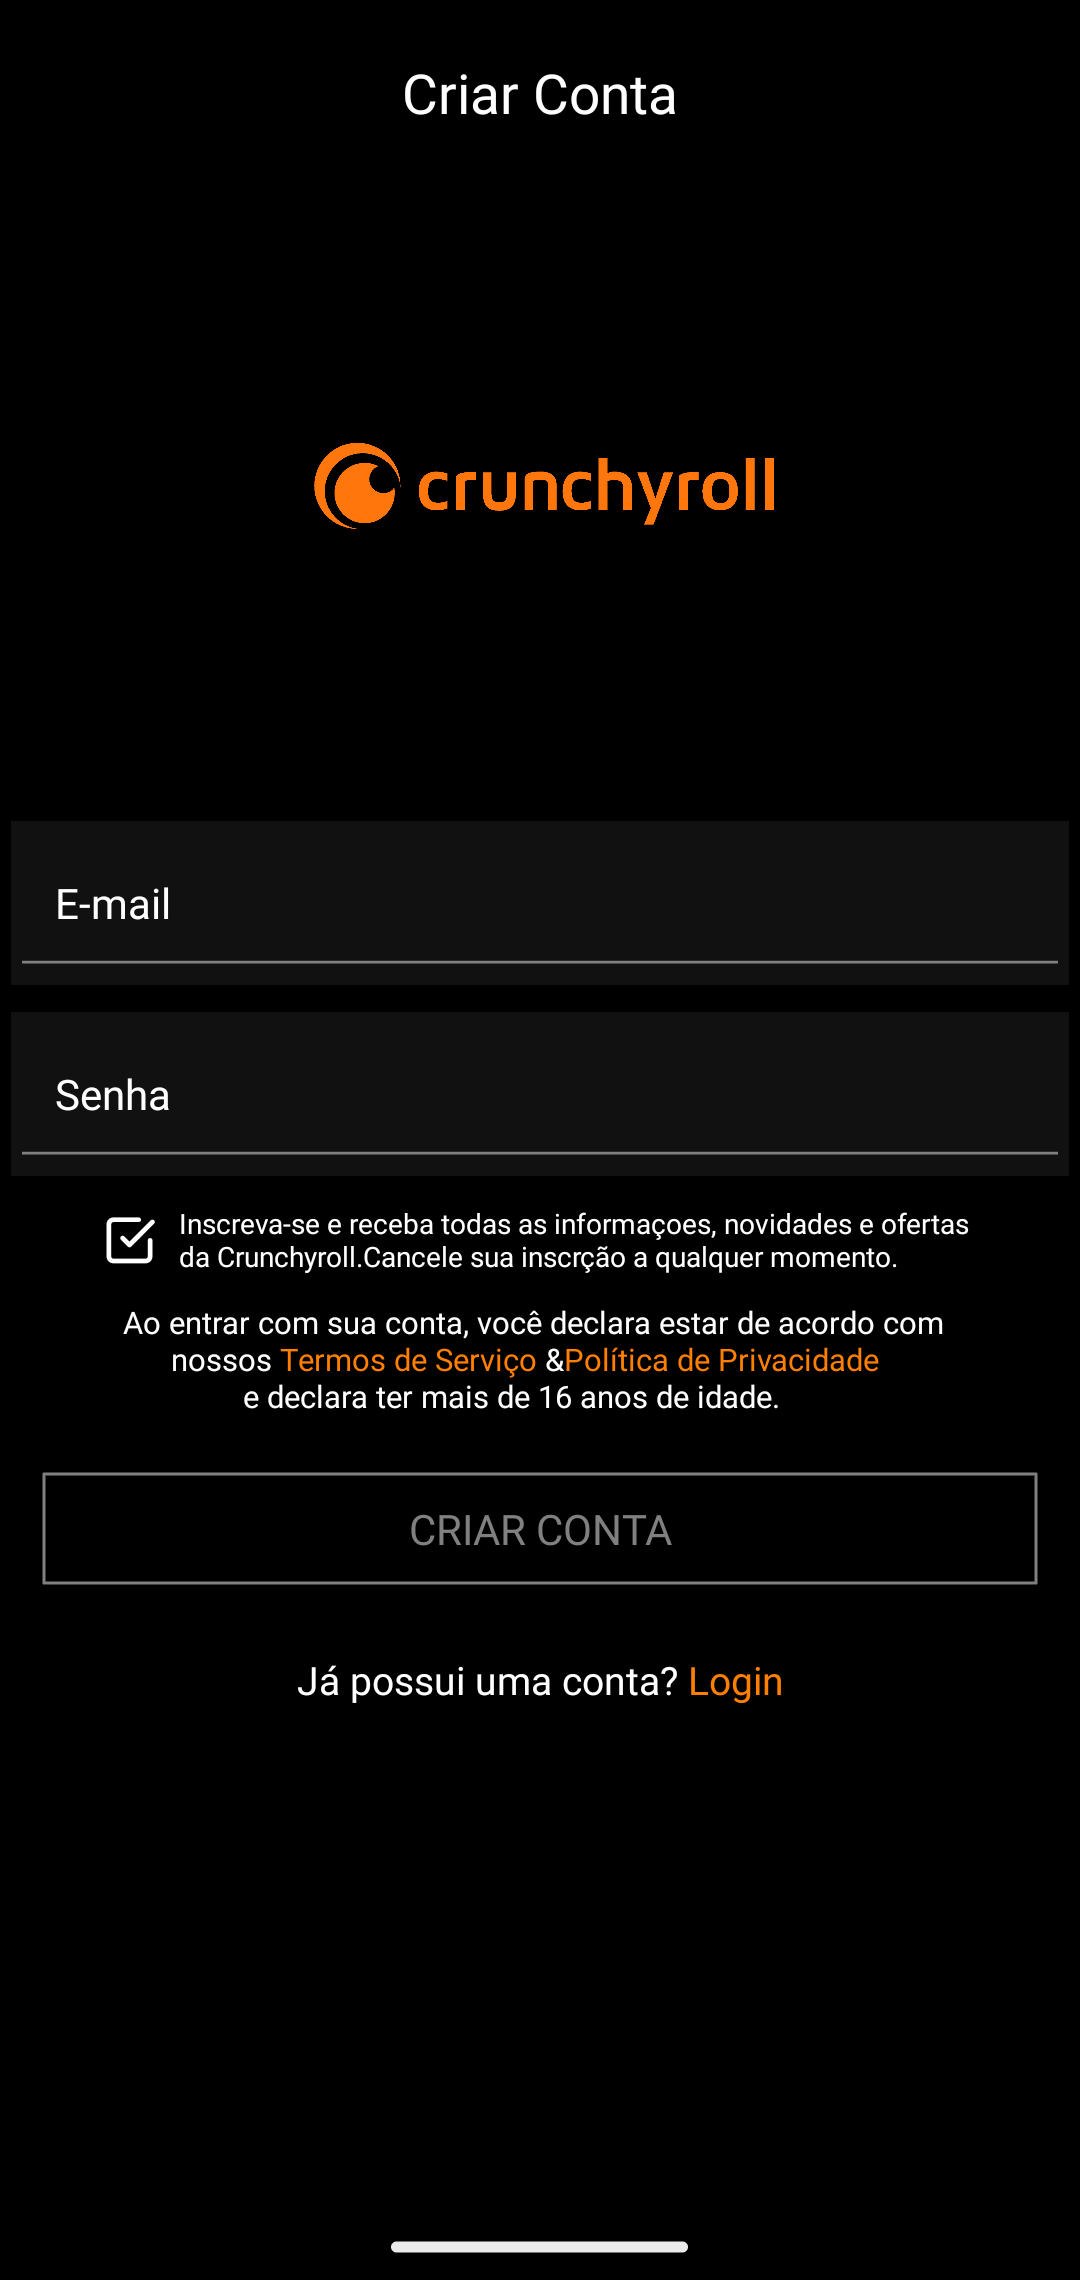 Criar Conta
crunchyroll
E-mail
Senha
Inscreva-se e receba todas as informaçoes, novidades e ofertas
da Crunchyroll.Cancele sua inscrção a qualquer momento.
Ao entrar com sua conta, você declara estar de acordo com
nossos Termos de Serviço &Política de Privacidade
e declara ter mais de 16 anos de idade.
CRIAR CONTA
Já possui uma conta? Login